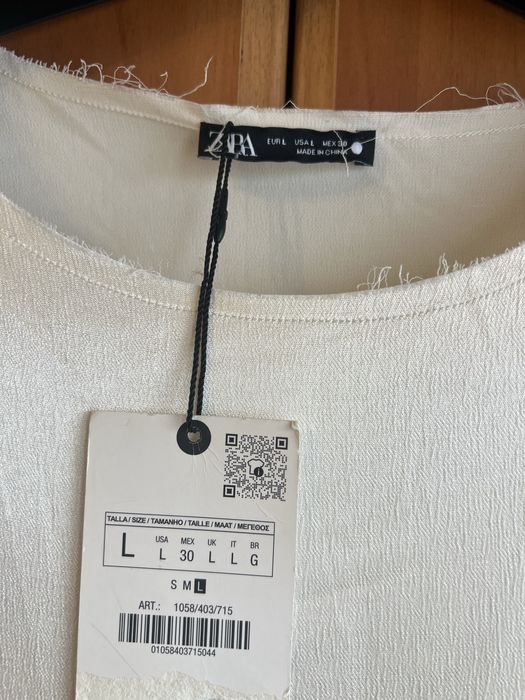 ZARA EUR L USA L MEX 30
MADE IN CHINA
TALLA / SIZE / TAMANHO / TAILLE / MAAT / ΜΕΓΕΘΟΣ
USA MEX UK IT BR
L L 30 L L G
S M L
ART.: 1058/403/715
01058403715044